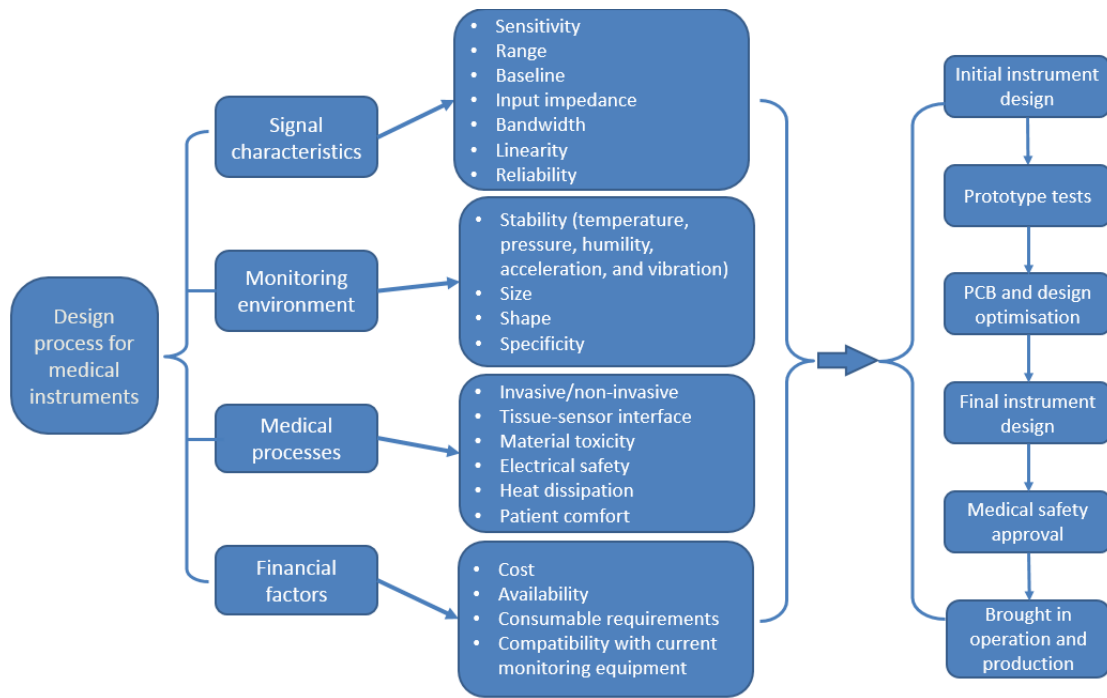 Design
process for
medical
instruments
Signal
characteristics
• Sensitivity
• Range
• Baseline
• Input impedance
• Bandwidth
• Linearity
• Reliability
Monitoring
environment
• Stability (temperature,
pressure, humility,
acceleration, and vibration)
• Size
• Shape
• Specificity
Medical
processes
• Invasive/non-invasive
• Tissue-sensor interface
• Material toxicity
• Electrical safety
• Heat dissipation
• Patient comfort
Financial
factors
• Cost
• Availability
• Consumable requirements
• Compatibility with current
monitoring equipment
Initial instrument
design
Prototype tests
PCB and design
optimisation
Final instrument
design
Medical safety
approval
Brought in
operation and
production